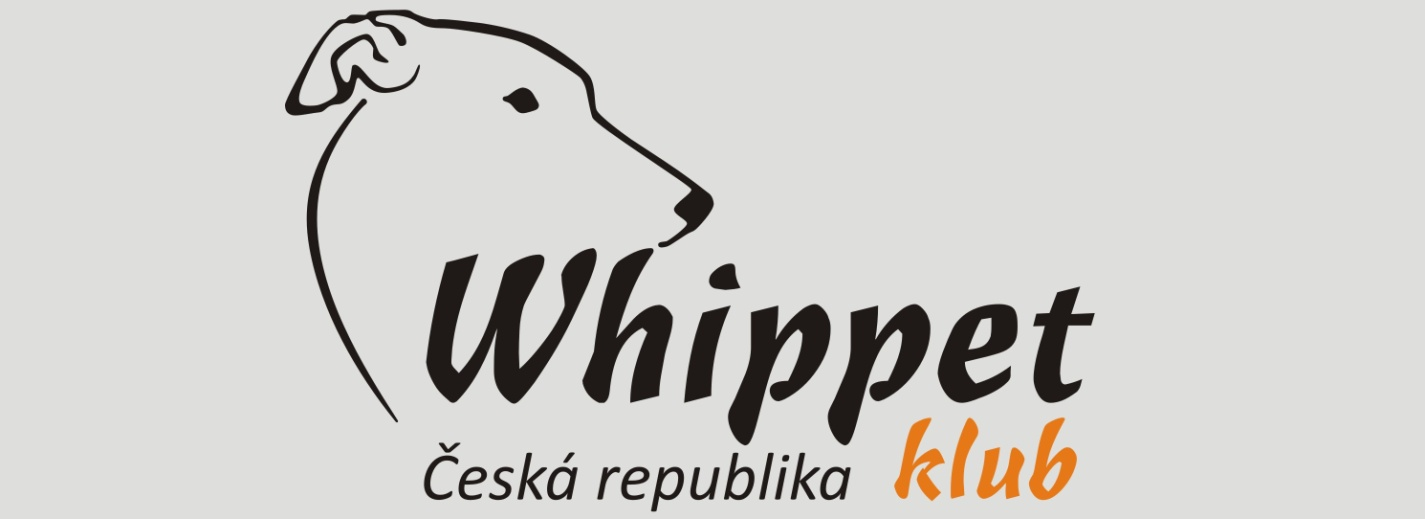 Whippet
klub
Česká republika